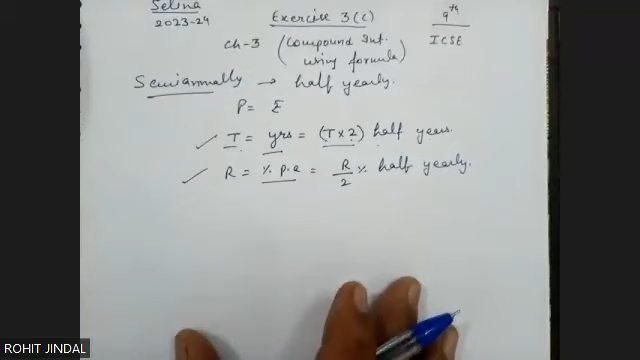 Selina
2023-24
Exercise 3(c)
9th
ICSE
Ch-3 (Compound Int. using formula)
Semiannually → half yearly.
P = Σ
✓ T = yrs = (T x 2) half years.
✓ R = % p.a = R/2 % half yearly.
ROHIT JINDAL